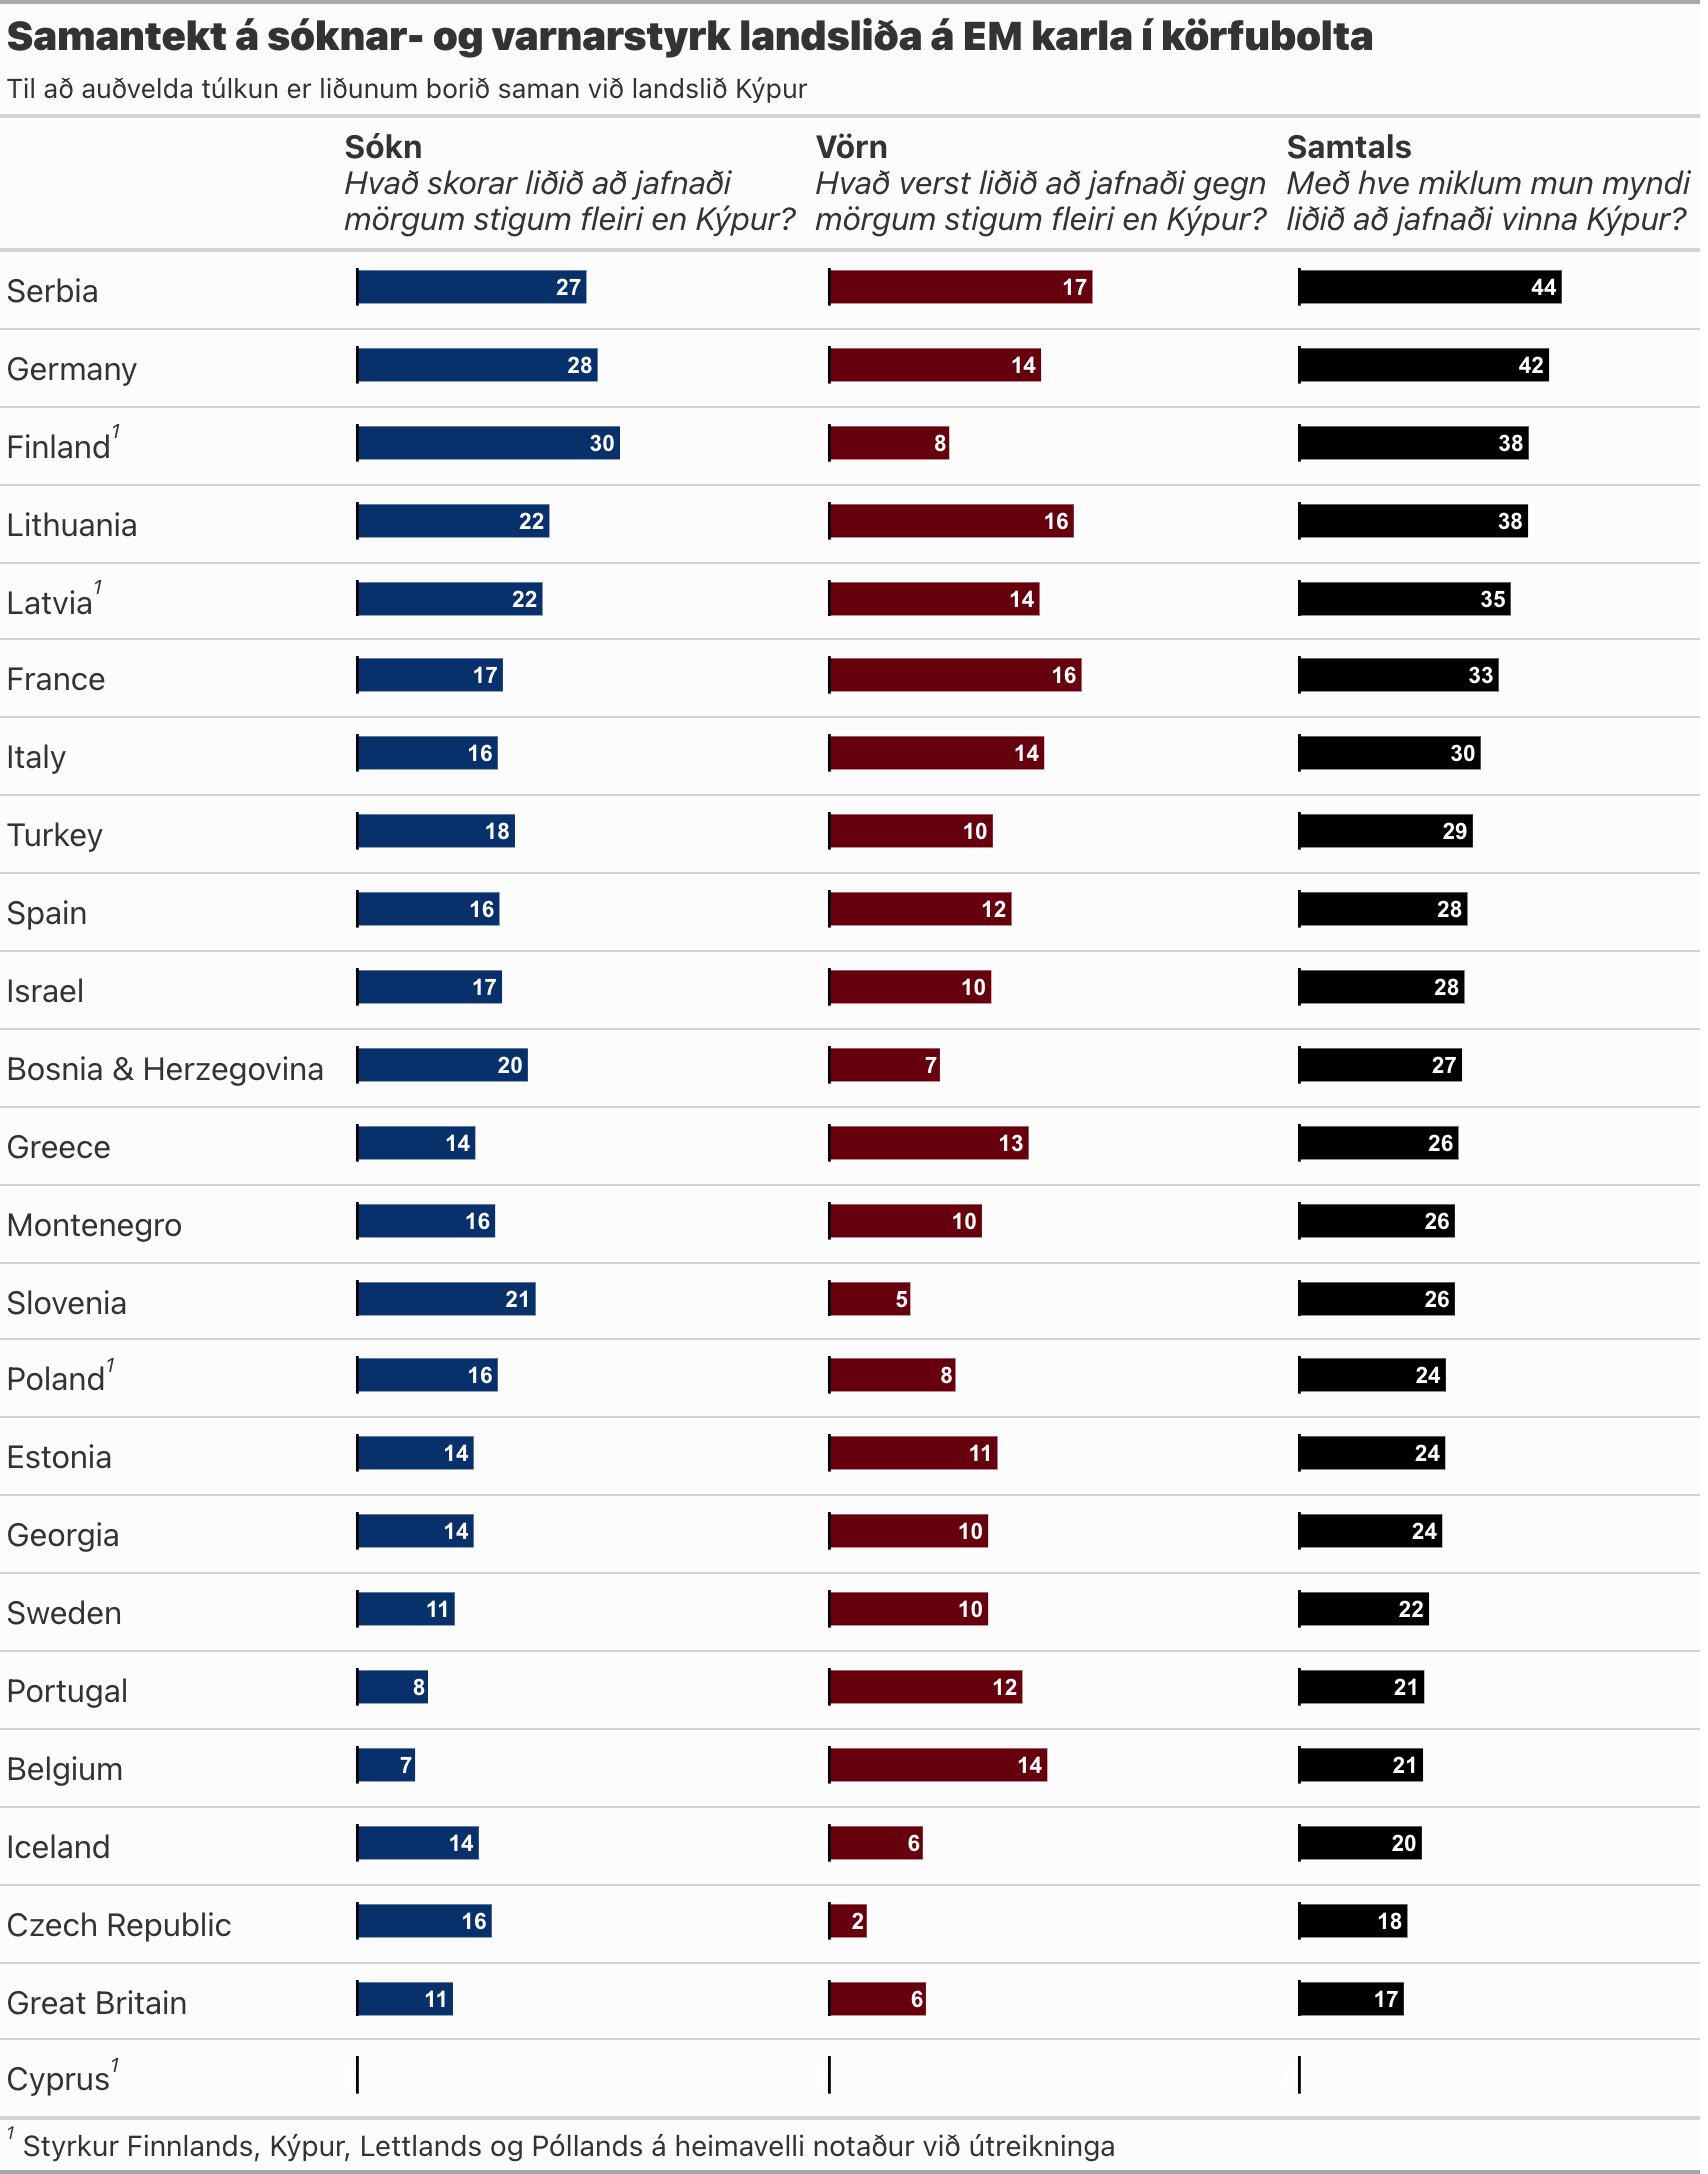 Samantekt á sóknar- og varnarstyrk landsliða á EM karla í körfubolta
Til að auðvelda túlkun er liðunum borið saman við landslið Kýpur
Sókn Vörn Samtals
Hvað skorar liðið að jafnaði Hvað verst liðið að jafnaði gegn Með hve miklum mun myndi
mörgum stigum fleiri en Kýpur? mörgum stigum fleiri en Kýpur? liðið að jafnaði vinna Kýpur?
Serbia 27 17 44
Germany 28 14 42
Finland¹ 30 8 38
Lithuania 22 16 38
Latvia¹ 22 14 35
France 17 16 33
Italy 16 14 30
Turkey 18 10 29
Spain 16 12 28
Israel 17 10 28
Bosnia & Herzegovina 20 7 27
Greece 14 13 26
Montenegro 16 10 26
Slovenia 21 5 26
Poland¹ 16 8 24
Estonia 14 11 24
Georgia 14 10 24
Sweden 11 10 22
Portugal 8 12 21
Belgium 7 14 21
Iceland 14 6 20
Czech Republic 16 2 18
Great Britain 11 6 17
Cyprus¹
¹ Styrkur Finnlands, Kýpur, Lettlands og Póllands á heimavelli notaður við útreikninga